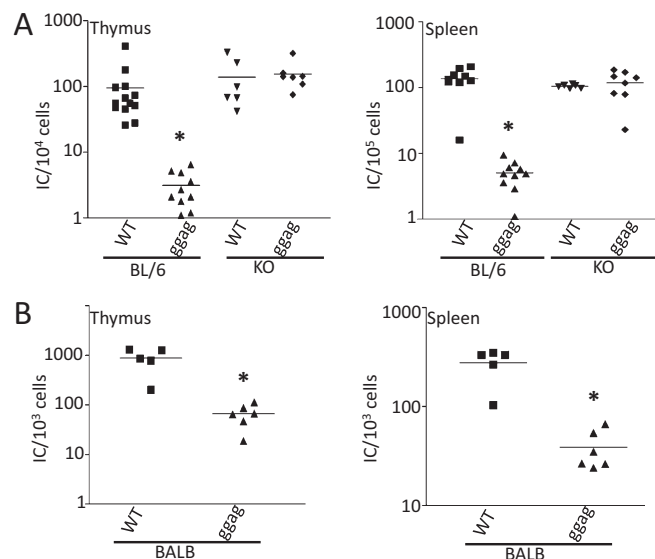 A
Thymus
IC/10⁴ cells
1000
100
10
1
*
WT
ggag
WT
ggag
BL/6
KO
Spleen
IC/10⁵ cells
1000
100
10
1
*
WT
ggag
WT
ggag
BL/6
KO
B
Thymus
IC/10³ cells
1000
100
10
1
*
WT
ggag
BALB
Spleen
IC/10³ cells
1000
100
10
*
WT
ggag
BALB